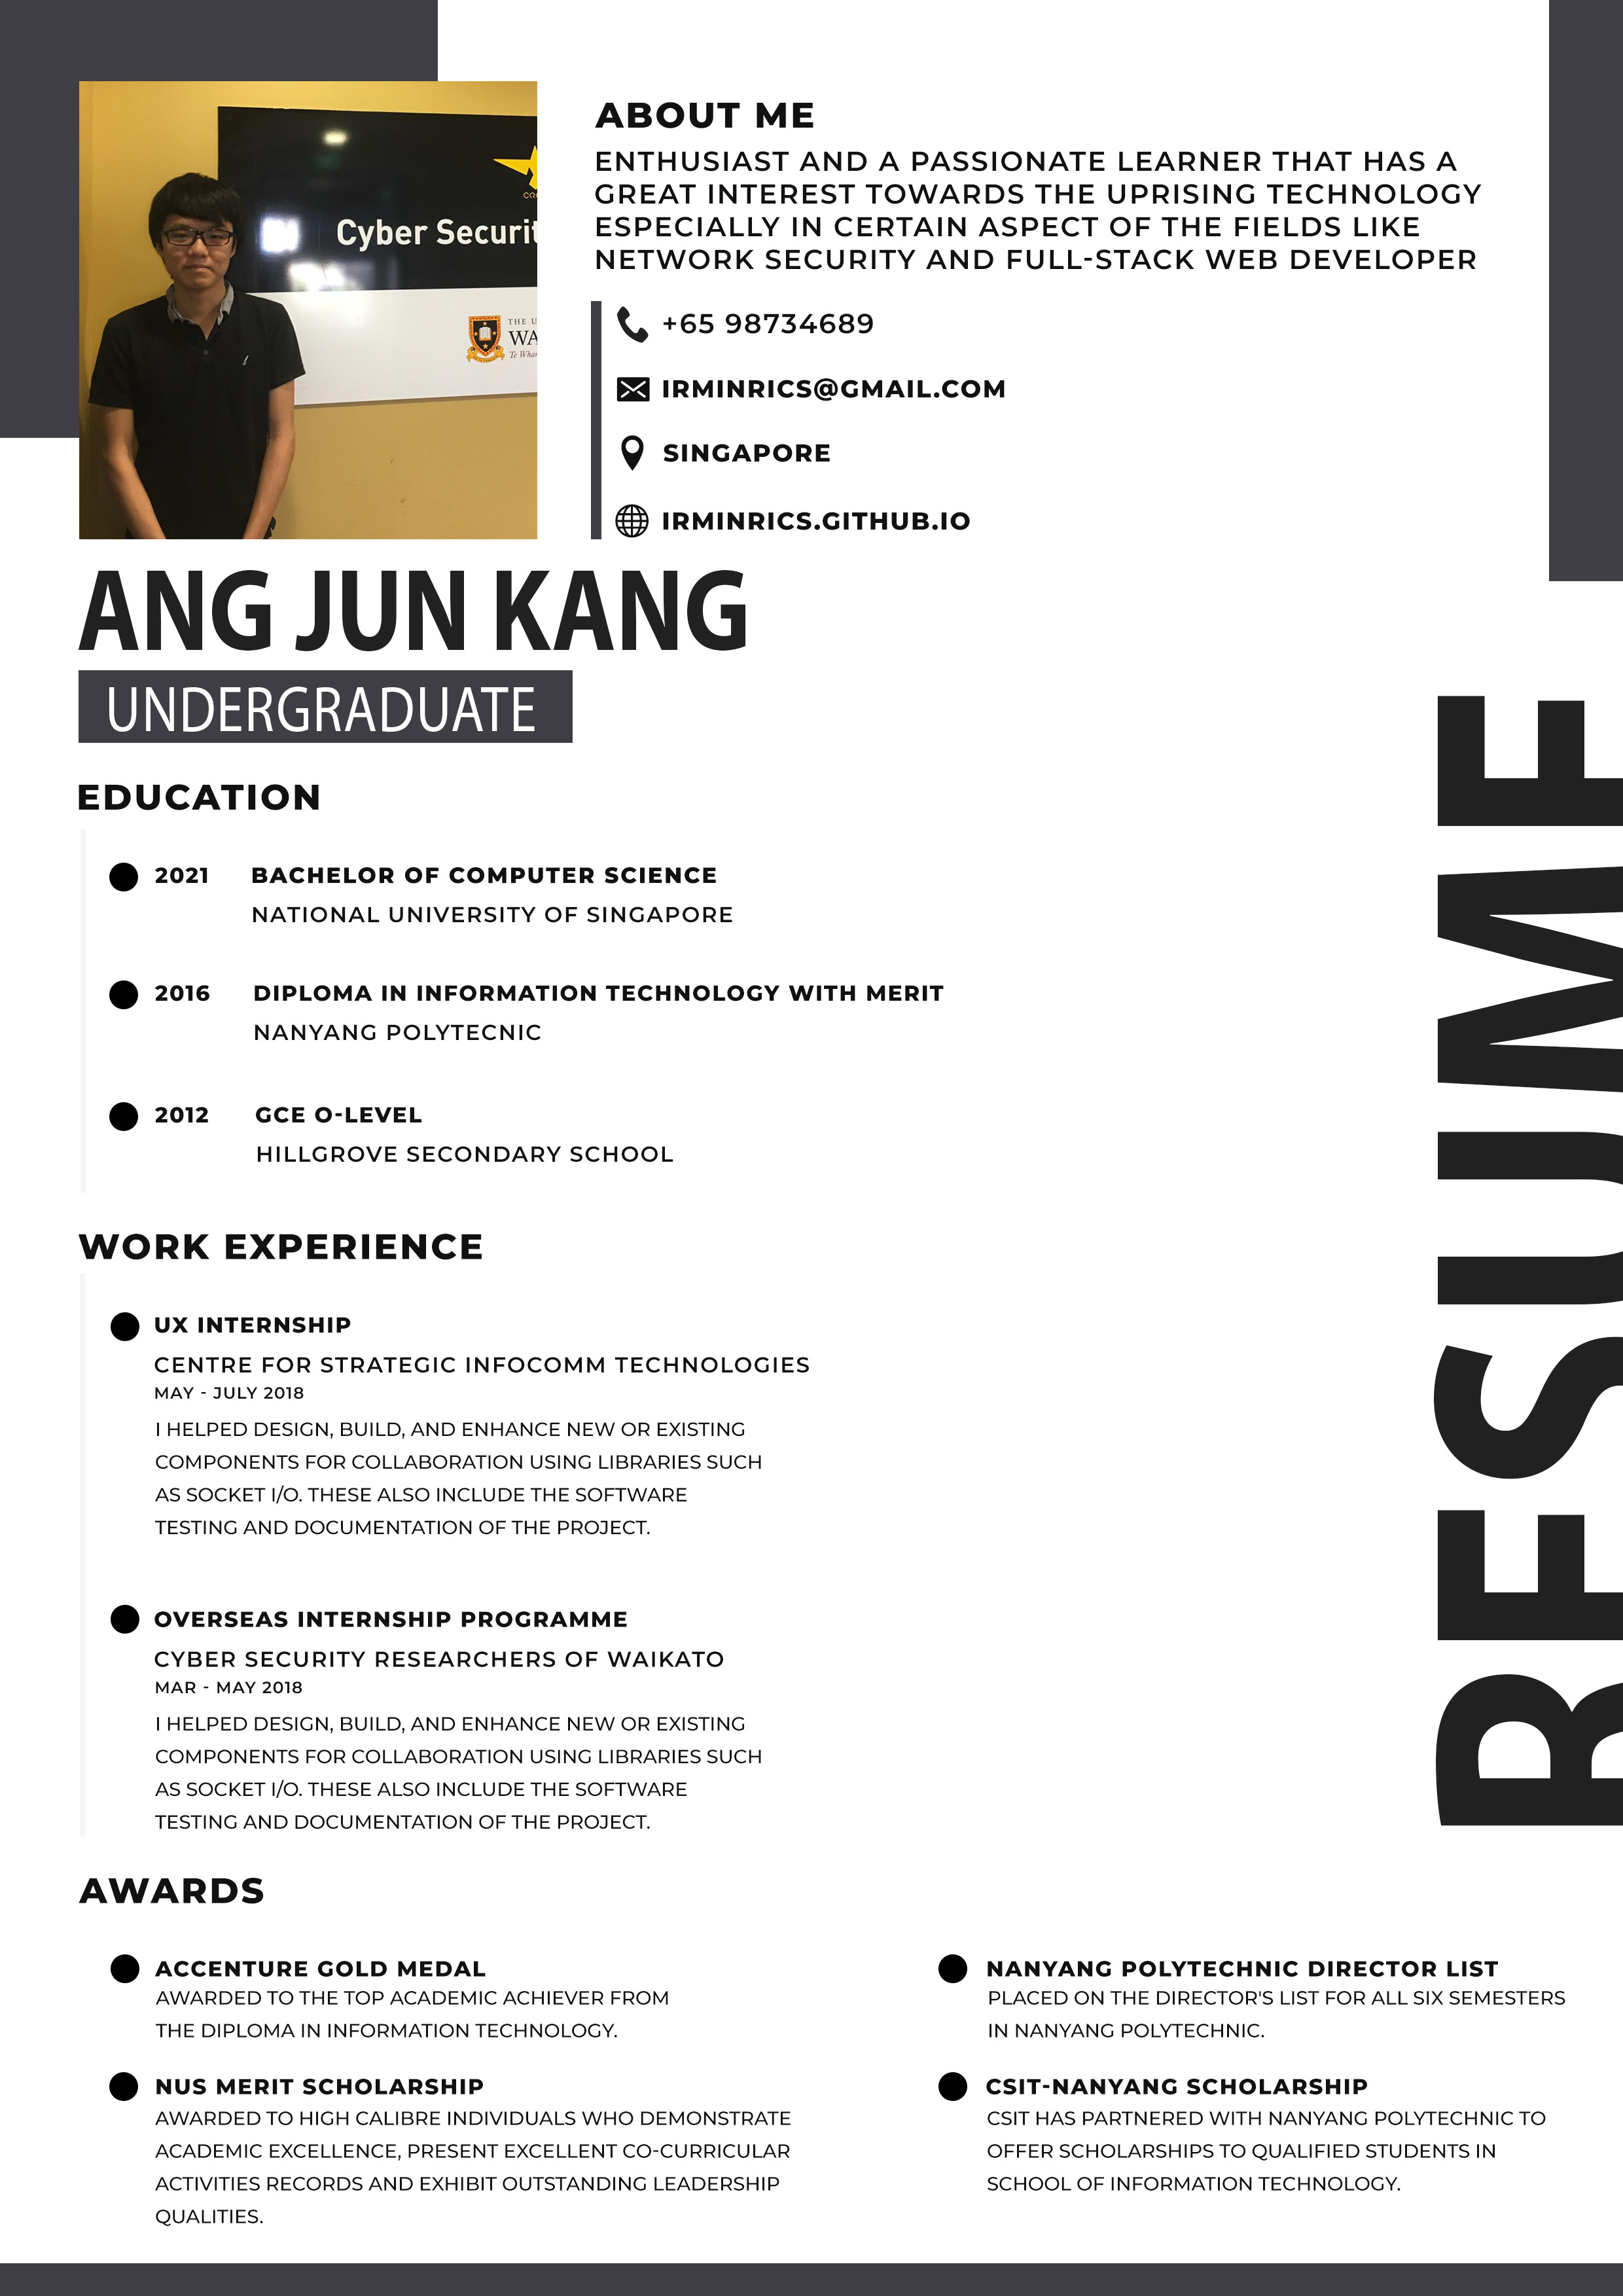 ABOUT ME
ENTHUSIAST AND A PASSIONATE LEARNER THAT HAS A
GREAT INTEREST TOWARDS THE UPRISING TECHNOLOGY
ESPECIALLY IN CERTAIN ASPECT OF THE FIELDS LIKE
NETWORK SECURITY AND FULL-STACK WEB DEVELOPER
+65 98734689
IRMINRICS@GMAIL.COM
SINGAPORE
IRMINRICS.GITHUB.IO
Cyber Securit
THE U
WA
ANG JUN KANG
UNDERGRADUATE
RESUME
EDUCATION
2021 BACHELOR OF COMPUTER SCIENCE
NATIONAL UNIVERSITY OF SINGAPORE
2016 DIPLOMA IN INFORMATION TECHNOLOGY WITH MERIT
NANYANG POLYTECNIC
2012 GCE O-LEVEL
HILLGROVE SECONDARY SCHOOL
WORK EXPERIENCE
UX INTERNSHIP
CENTRE FOR STRATEGIC INFOCOMM TECHNOLOGIES
MAY - JULY 2018
I HELPED DESIGN, BUILD, AND ENHANCE NEW OR EXISTING
COMPONENTS FOR COLLABORATION USING LIBRARIES SUCH
AS SOCKET I/O. THESE ALSO INCLUDE THE SOFTWARE
TESTING AND DOCUMENTATION OF THE PROJECT.
OVERSEAS INTERNSHIP PROGRAMME
CYBER SECURITY RESEARCHERS OF WAIKATO
MAR - MAY 2018
I HELPED DESIGN, BUILD, AND ENHANCE NEW OR EXISTING
COMPONENTS FOR COLLABORATION USING LIBRARIES SUCH
AS SOCKET I/O. THESE ALSO INCLUDE THE SOFTWARE
TESTING AND DOCUMENTATION OF THE PROJECT.
AWARDS
ACCENTURE GOLD MEDAL
AWARDED TO THE TOP ACADEMIC ACHIEVER FROM
THE DIPLOMA IN INFORMATION TECHNOLOGY.
NUS MERIT SCHOLARSHIP
AWARDED TO HIGH CALIBRE INDIVIDUALS WHO DEMONSTRATE
ACADEMIC EXCELLENCE, PRESENT EXCELLENT CO-CURRICULAR
ACTIVITIES RECORDS AND EXHIBIT OUTSTANDING LEADERSHIP
QUALITIES.
NANYANG POLYTECHNIC DIRECTOR LIST
PLACED ON THE DIRECTOR'S LIST FOR ALL SIX SEMESTERS
IN NANYANG POLYTECHNIC.
CSIT-NANYANG SCHOLARSHIP
CSIT HAS PARTNERED WITH NANYANG POLYTECHNIC TO
OFFER SCHOLARSHIPS TO QUALIFIED STUDENTS IN
SCHOOL OF INFORMATION TECHNOLOGY.